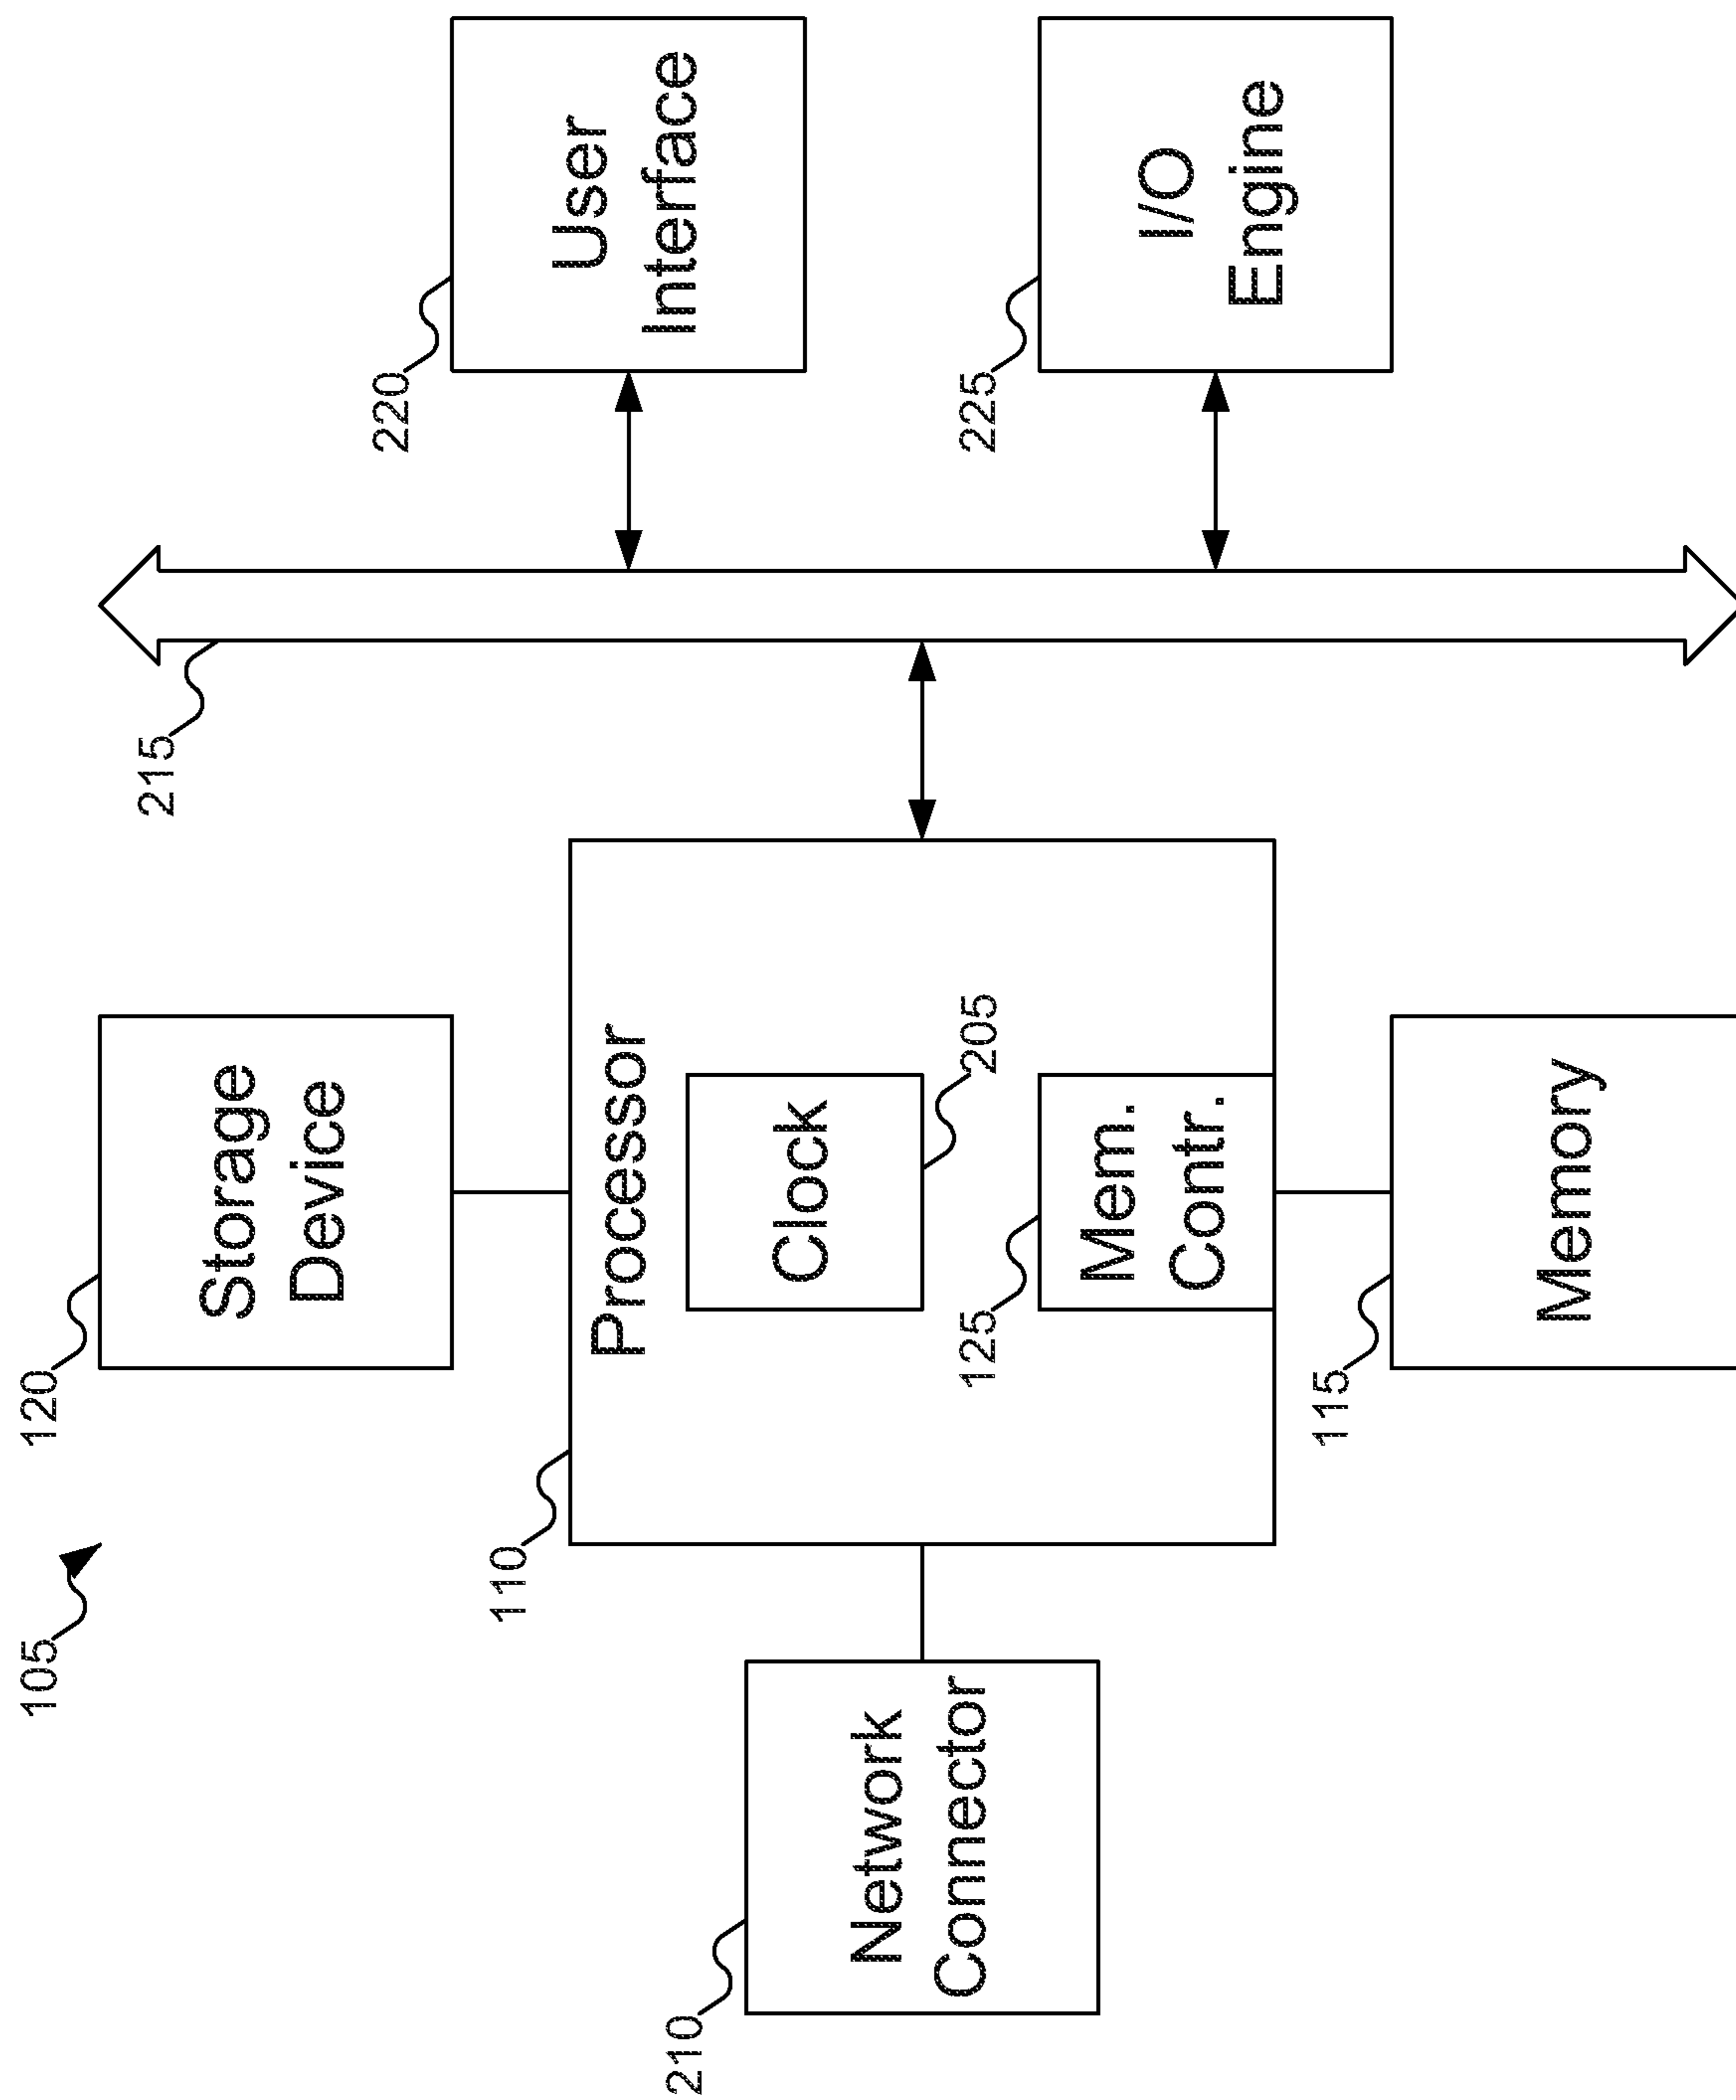 105
120
Storage
Device
215
110
Processor
Clock
205
125
Mem.
Contr.
210
Network
Connector
115
Memory
220
User
Interface
225
I/O
Engine